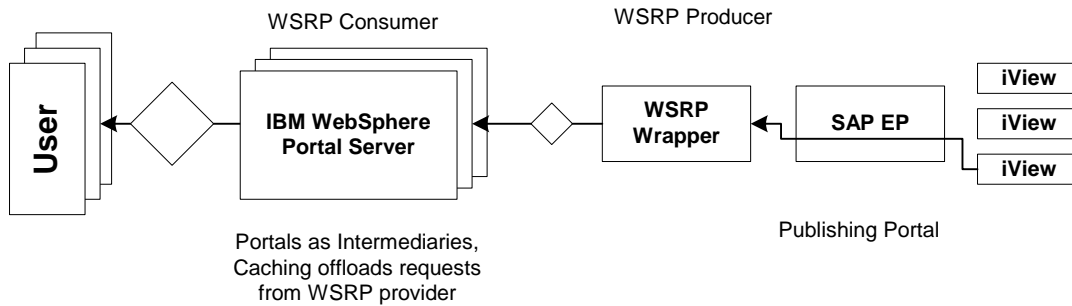 WSRP Consumer
WSRP Producer
User
IBM WebSphere
Portal Server
WSRP
Wrapper
SAP EP
iView
iView
iView
Portals as Intermediaries,
Caching offloads requests
from WSRP provider
Publishing Portal